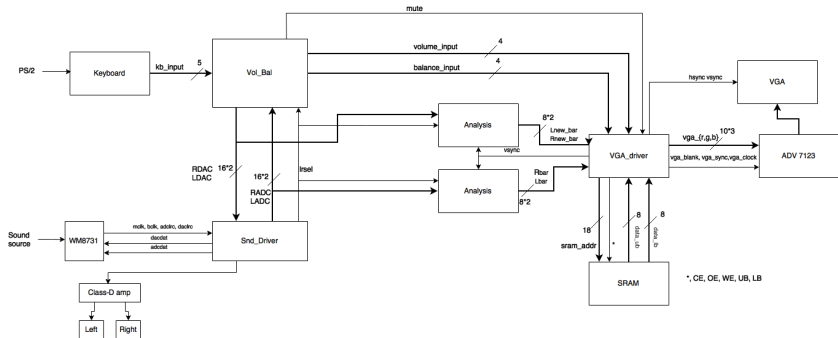 mute
volume_input
4
balance_input
4
hsync vsync
VGA
PS/2
Keyboard
kb_input
5
Vol_Bal
Analysis
8*2
Lnew_bar
Rnew_bar
vsync
VGA_driver
vga_{r,g,b}
10*3
ADV 7123
vga_blank, vga_sync,vga_clock
RDAC
LDAC
16*2
16*2
RADC
LADC
lrsel
Analysis
Rbar
Lbar
8*2
18
sram_addr
*
8
data_ub
8
data_lb
Sound
source
WM8731
mclk, bclk, adclrc, daclrc
dacdat
adcdat
Snd_Driver
SRAM
*, CE, OE, WE, UB, LB
Class-D amp
Left
Right